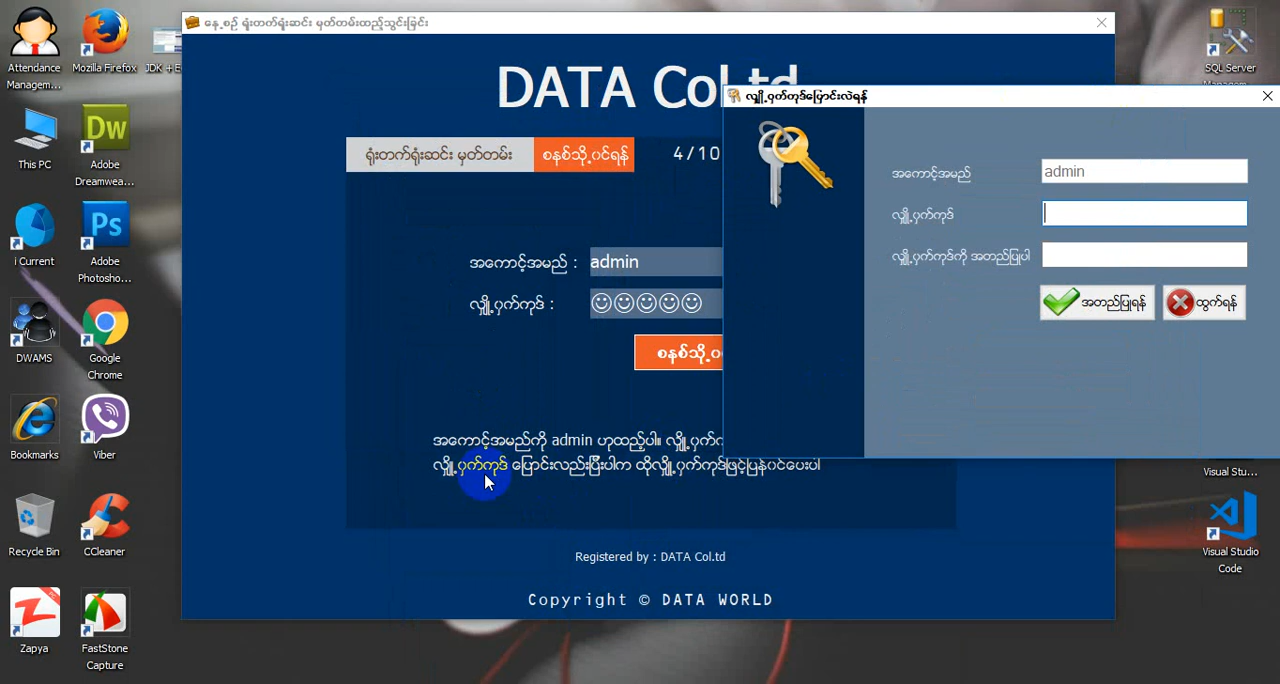 Attendance
Managem...
Mozilla Firefox
JDK + E
This PC
Adobe
Dreamwea...
i Current
Adobe
Photosho...
DWAMS
Google
Chrome
Bookmarks
Viber
Recycle Bin
CCleaner
Zapya
FastStone
Capture
နေ့စဉ် ရုံးတက်ရုံးဆင်း မှတ်တမ်းထည့်သွင်းခြင်း
DATA Col.td
ရုံးတက်ရုံးဆင်း မှတ်တမ်း
စနစ်သို့ဝင်ရန်
4/10
အကောင့်အမည် :
admin
လျှို့ဝှက်ကုဒ် :
အကောင့်အမည်ကို admin ဟုထည့်ပါ။
လျှို့ဝှက်ကုဒ် ပြောင်းလည်းပြီးပါက ထိုလျှို့ဝှက်ကုဒ်ဖြင့်ပြန်ဝင်ပေးပါ
Registered by : DATA Col.td
Copyright © DATA WORLD
လျှို့ဝှက်ကုဒ်ပြောင်းလဲရန်
အကောင့်အမည်
admin
လျှို့ဝှက်ကုဒ်
လျှို့ဝှက်ကုဒ်ကို အတည်ပြုပါ
အတည်ပြုရန်
ထွက်ရန်
SQL Server
Visual Stu...
Visual Studio
Code